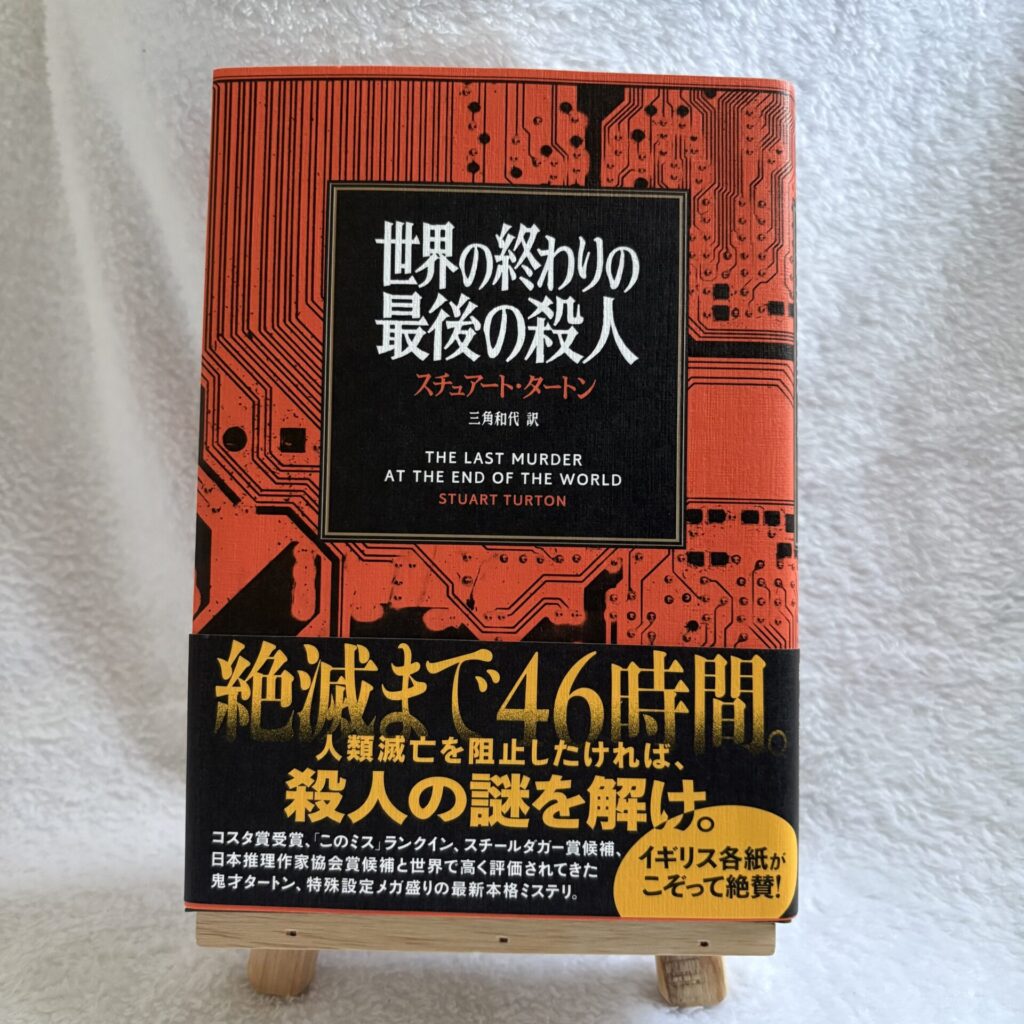 世界の終わりの
最後の殺人
スチュアート・タートン
三角和代 訳
THE LAST MURDER
AT THE END OF THE WORLD
STUART TURTON
絶滅まで46時間。
人類滅亡を阻止したければ、
殺人の謎を解け。
コスタ賞受賞、「このミス」ランクイン、スチールダガー賞候補、
日本推理作家協会賞候補と世界で高く評価されてきた
鬼才タートン、特殊設定メガ盛りの最新本格ミステリ。
イギリス各紙が
こぞって絶賛!